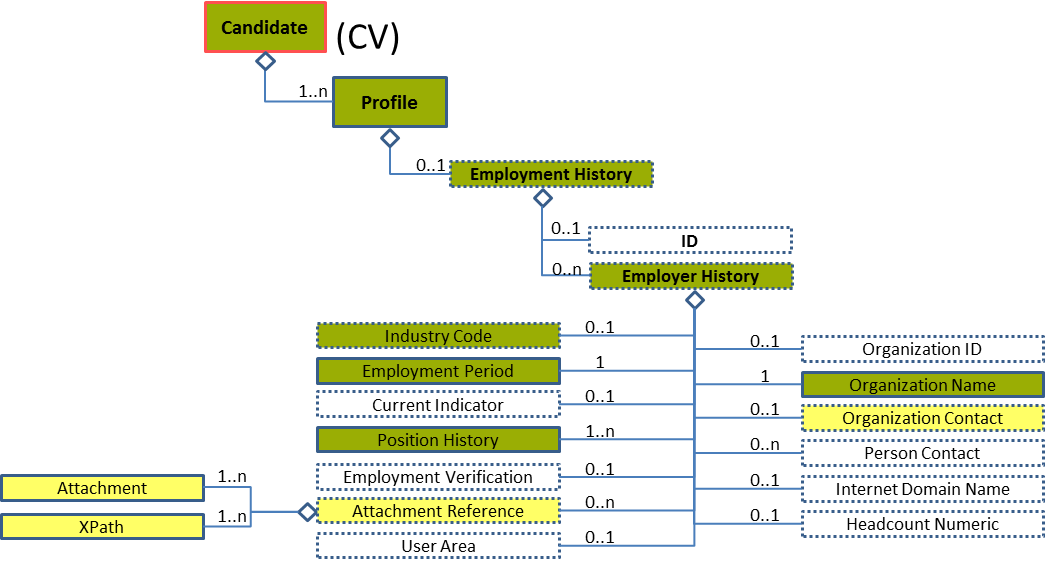 Candidate
(CV)
1..n
Profile
0..1
Employment History
0..1
ID
0..n
Employer History
Industry Code
0..1
Employment Period
1
Current Indicator
0..1
Position History
1..n
Employment Verification
0..1
Attachment Reference
0..n
User Area
0..1
0..1
Organization ID
1
Organization Name
0..1
Organization Contact
0..n
Person Contact
0..1
Internet Domain Name
0..1
Headcount Numeric
Attachment
1..n
XPath
1..n